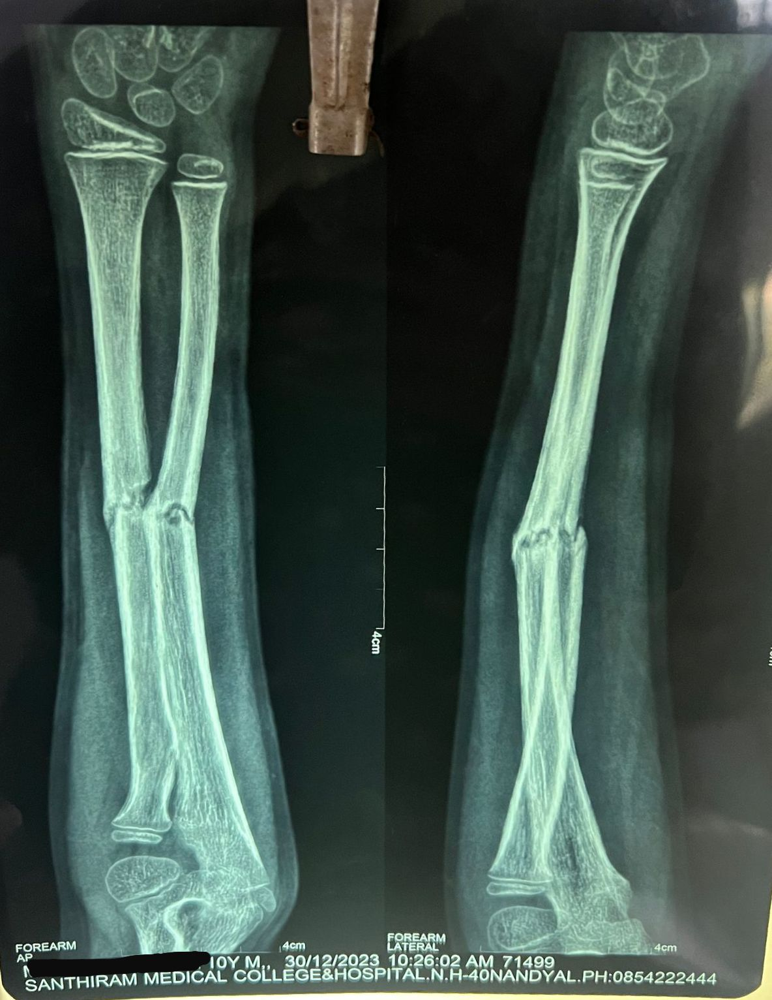 4cm
FOREARM
AP
4cm
FOREARM
LATERAL
4cm
10Y M,, 30/12/2023 10:26:02 AM 71499
SANTHIRAM MEDICAL COLLEGE&HOSPITAL.N.H-40NANDYAL.PH:0854222444